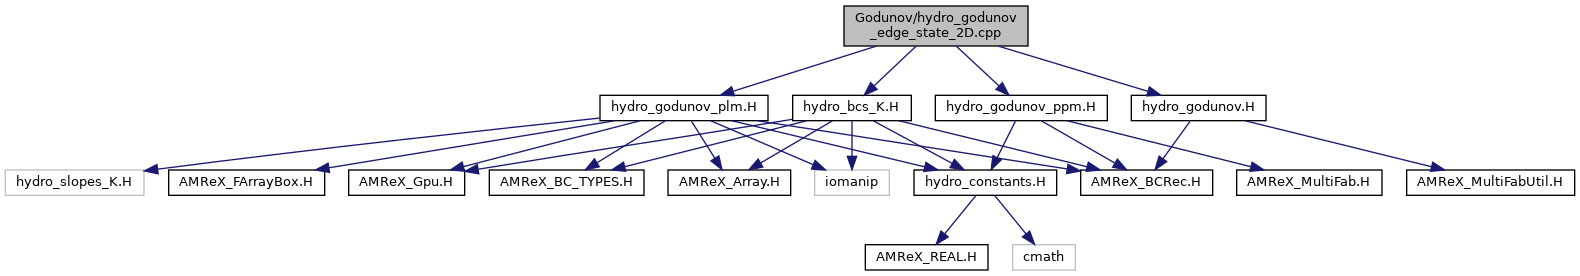 Godunov/hydro_godunov
_edge_state_2D.cpp
hydro_godunov_plm.H
hydro_bcs_K.H
hydro_godunov_ppm.H
hydro_godunov.H
hydro_slopes_K.H
AMReX_FArrayBox.H
AMReX_Gpu.H
AMReX_BC_TYPES.H
AMReX_Array.H
iomanip
hydro_constants.H
AMReX_BCRec.H
AMReX_MultiFab.H
AMReX_MultiFabUtil.H
AMReX_REAL.H
cmath